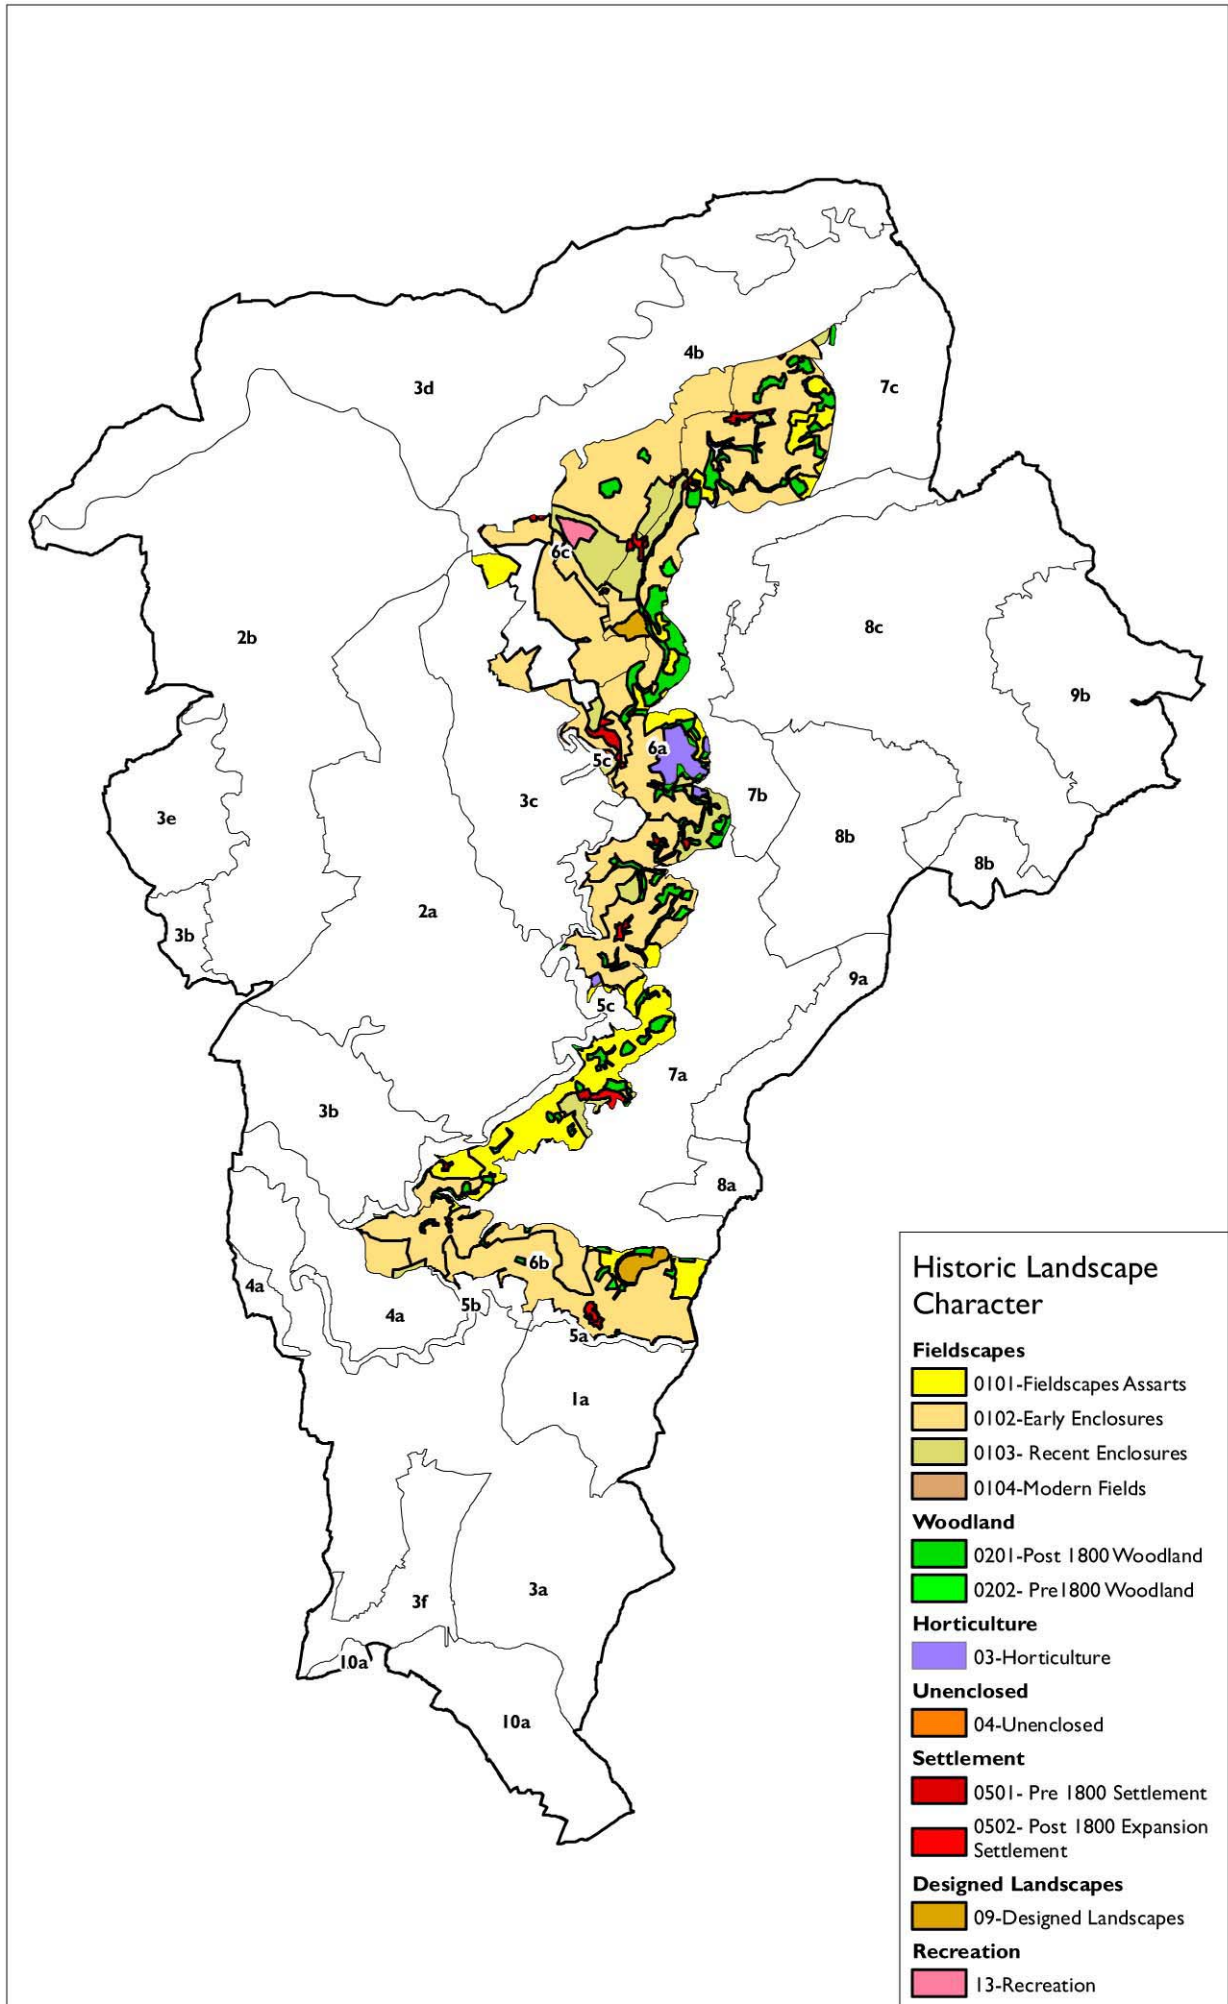 4b
3d
7c
6c
2b
8c
9b
6a
5c
3c
7b
3e
8b
8b
2a
3b
9a
5c
7a
3b
8a
6b
4a
5b
4a
5a
1a
3a
3f
10a
10a
Historic Landscape
Character
Fieldscapes
0101-Fieldscapes Assarts
0102-Early Enclosures
0103- Recent Enclosures
0104-Modern Fields
Woodland
0201-Post 1800 Woodland
0202- Pre1800 Woodland
Horticulture
03-Horticulture
Unenclosed
04-Unenclosed
Settlement
0501- Pre 1800 Settlement
0502- Post 1800 Expansion
Settlement
Designed Landscapes
09-Designed Landscapes
Recreation
13-Recreation